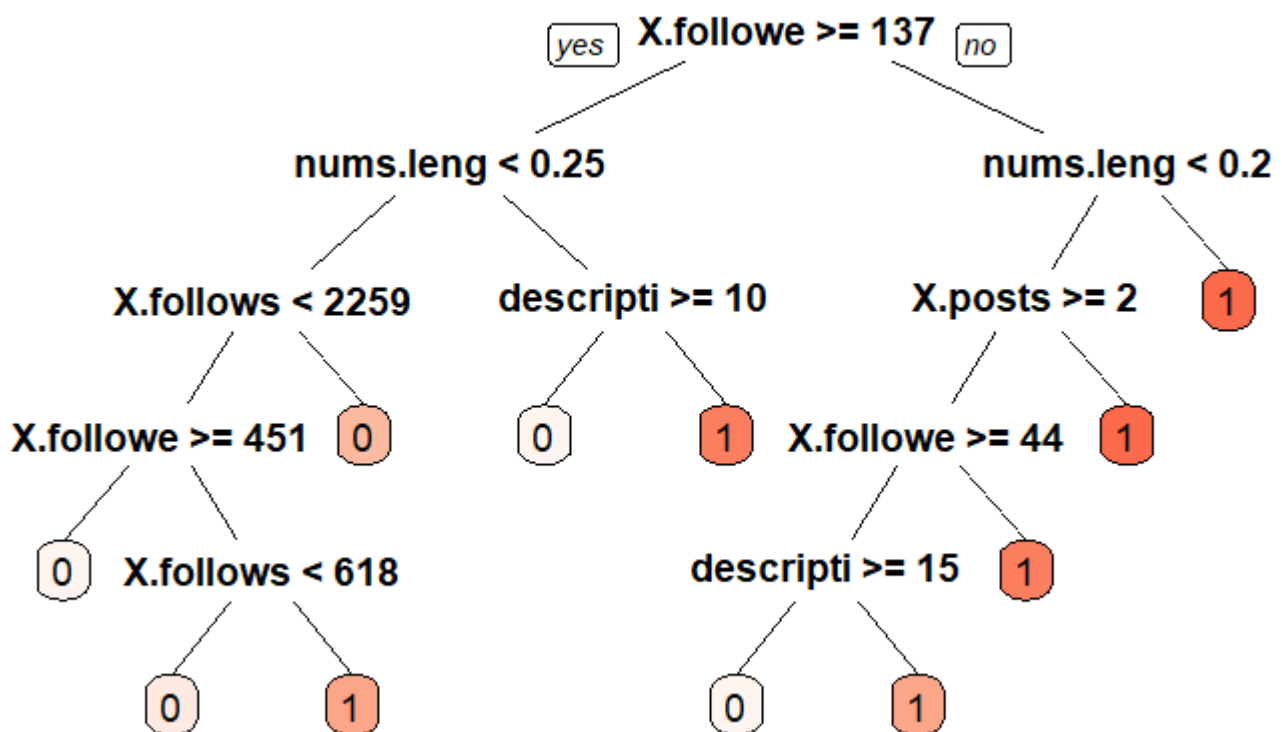 yes X.followe >= 137 no
nums.leng < 0.25 nums.leng < 0.2
X.follows < 2259 descripti >= 10 X.posts >= 2 1
X.followe >= 451 0 0 1 X.followe >= 44 1
0 X.follows < 618 descripti >= 15 1
0 1 0 1